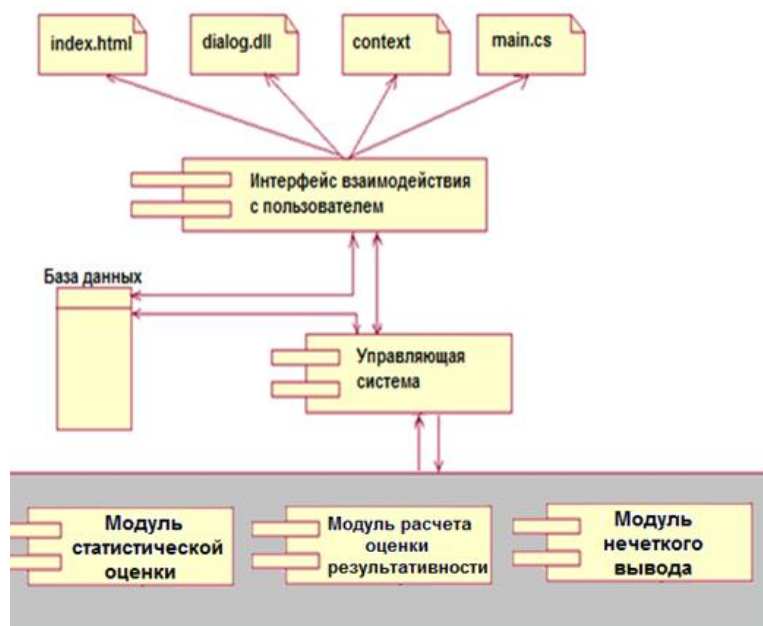 index.html
dialog.dll
context
main.cs
Интерфейс взаимодействия
с пользователем
База данных
Управляющая
система
Модуль
статистической
оценки
Модуль расчета
оценки
результативности
Модуль
нечеткого
вывода